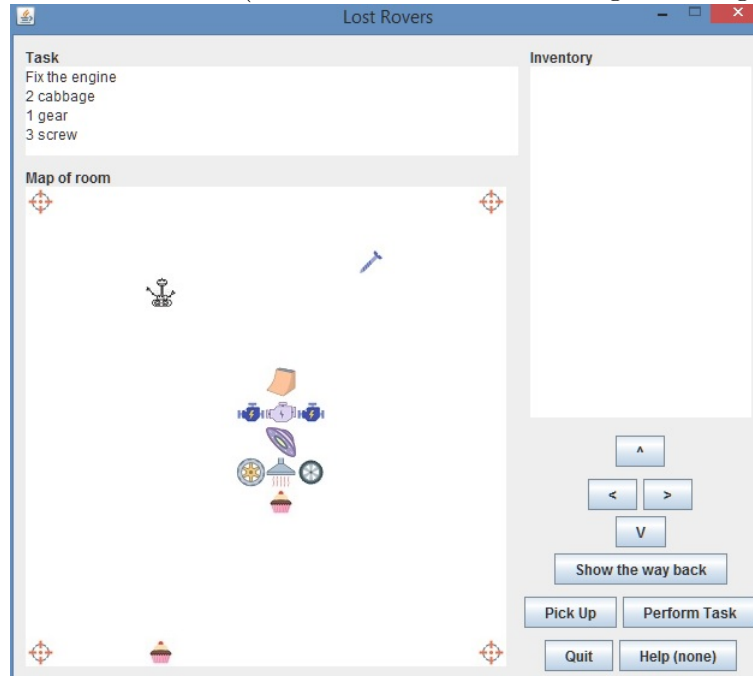 Lost Rovers
Task
Fix the engine
2 cabbage
1 gear
3 screw
Inventory
Map of room
^
< >
V
Show the way back
Pick Up Perform Task
Quit Help (none)